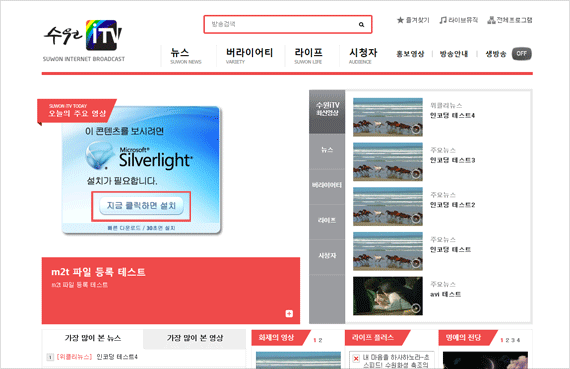 수원 iTV
SUWON INTERNET BROADCAST
방송검색
즐겨찾기
라이브뮤직
전체프로그램
뉴스
SUWON NEWS
버라이어티
VARIETY
라이프
SUWON LIFE
시청자
AUDIENCE
홍보영상
방송안내
생방송
OFF
SUWON iTV TODAY
오늘의 주요 영상
이 콘텐츠를 보시려면
Microsoft®
Silverlight™
설치가 필요합니다.
지금 클릭하면 설치
빠른 다운로드 / 30초면 설치
m2t 파일 등록 테스트
m3t 파일 등록 테스트
수원iTV
최신영상
뉴스
버라이어티
라이프
시상자
위클리뉴스
인코딩 테스트4
주요뉴스
인코딩 테스트3
주요뉴스
인코딩 테스트2
주요뉴스
인코딩 테스트
주요뉴스
avi 테스트
가장 많이 본 뉴스
가장 많이 본 영상
1 [위클리뉴스] 인코딩 테스트4
화제의 영상
1 2
라이프 플러스
내 마음을 하사하노라~초
스피드! 수원화성 축조의
명예의 전당
1 2 3 4